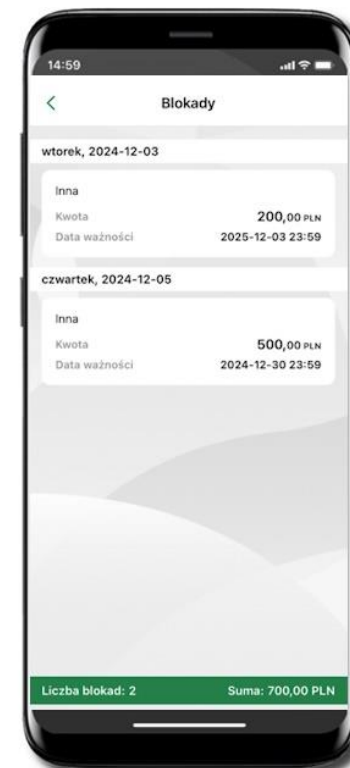 14:59
Blokady
wtorek, 2024-12-03
Inna
Kwota 200,00 PLN
Data ważności 2025-12-03 23:59
czwartek, 2024-12-05
Inna
Kwota 500,00 PLN
Data ważności 2024-12-30 23:59
Liczba blokad: 2 Suma: 700,00 PLN